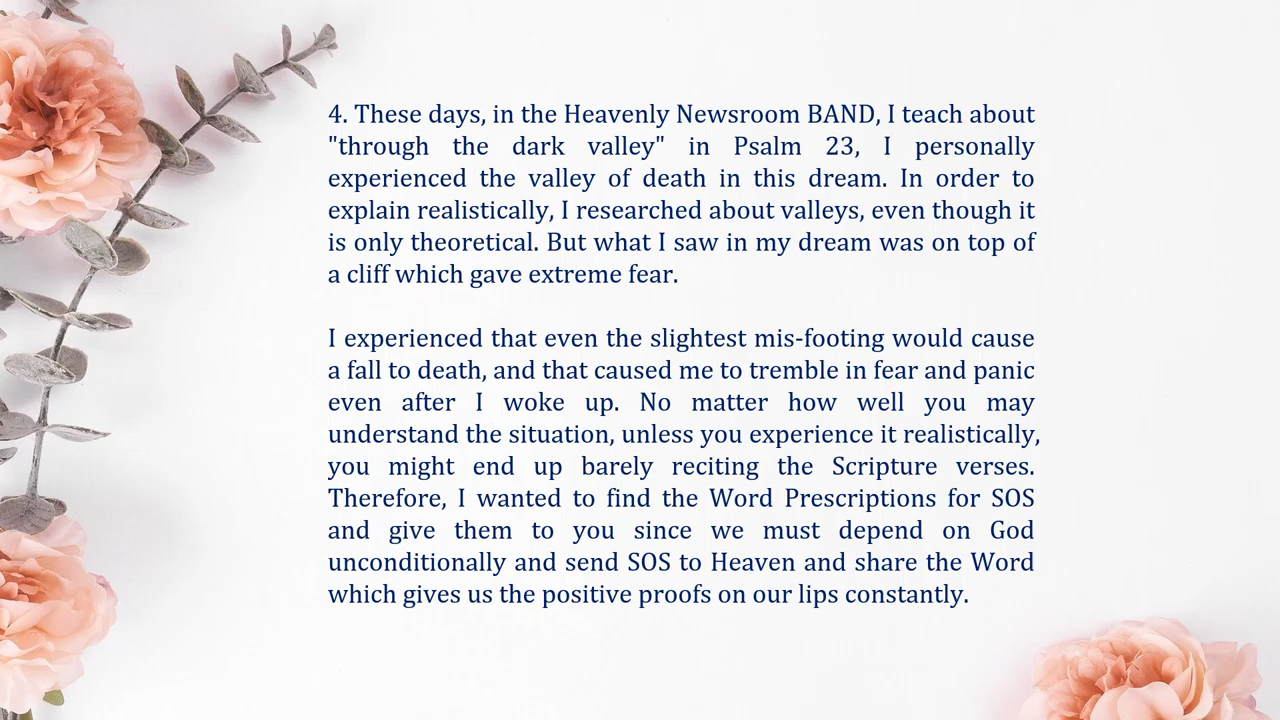 4. These days, in the Heavenly Newsroom BAND, I teach about
"through the dark valley" in Psalm 23, I personally
experienced the valley of death in this dream. In order to
explain realistically, I researched about valleys, even though it
is only theoretical. But what I saw in my dream was on top of
a cliff which gave extreme fear.
I experienced that even the slightest mis-footing would cause
a fall to death, and that caused me to tremble in fear and panic
even after I woke up. No matter how well you may
understand the situation, unless you experience it realistically,
you might end up barely reciting the Scripture verses.
Therefore, I wanted to find the Word Prescriptions for SOS
and give them to you since we must depend on God
unconditionally and send SOS to Heaven and share the Word
which gives us the positive proofs on our lips constantly.